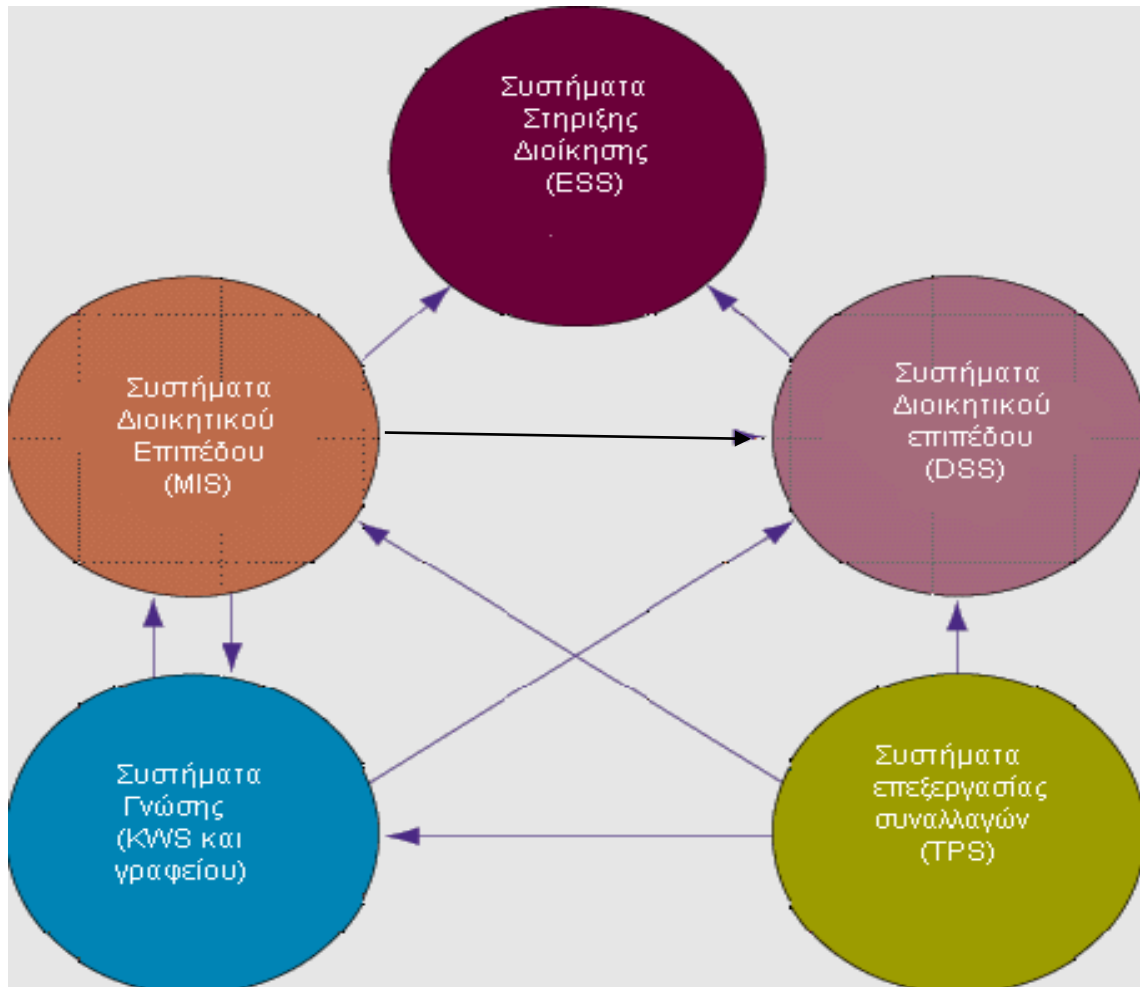 Συστήματα
Στηριξης
Διοίκησης
(ESS)
Συστήματα
Διοικητικού
Επιπέδου
(MIS)
Συστήματα
Διοικητικού
επιπέδου
(DSS)
Συστήματα
Γνώσης
(KWS και
γραφείου)
Συστήματα
επεξεργασίας
συναλλαγών
(TPS)